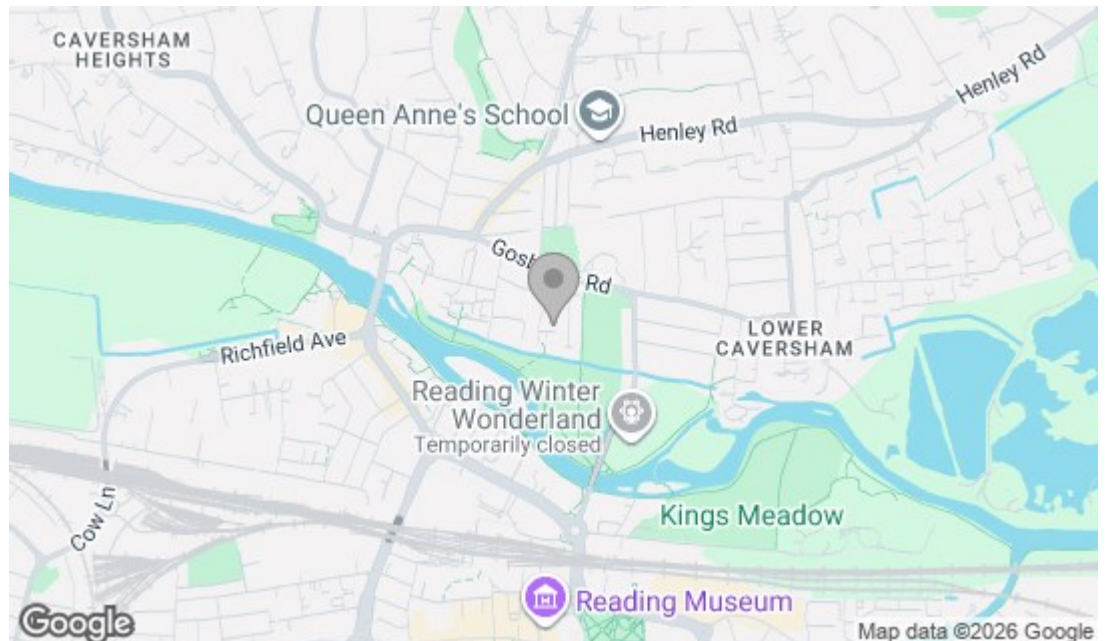 CAVERSHAM
HEIGHTS
Queen Anne's School
Henley Rd
Henley Rd
Rd
Richfield Ave
LOWER
CAVERSHAM
Reading Winter
Wonderland
Temporarily closed
Cow Ln
Kings Meadow
Reading Museum
Google
Map data ©2026 Google